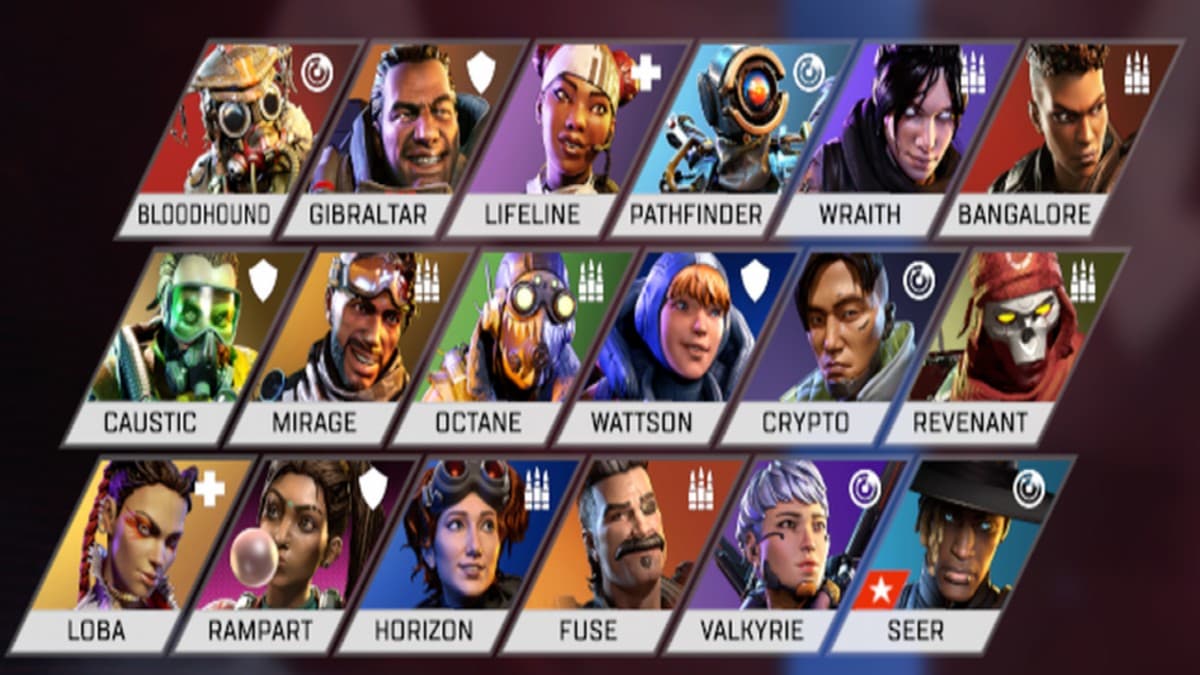 BLOODHOUND GIBRALTAR LIFELINE PATHFINDER WRAITH BANGALORE
CAUSTIC MIRAGE OCTANE WATTSON CRYPTO REVENANT
LOBA RAMPART HORIZON FUSE VALKYRIE SEER